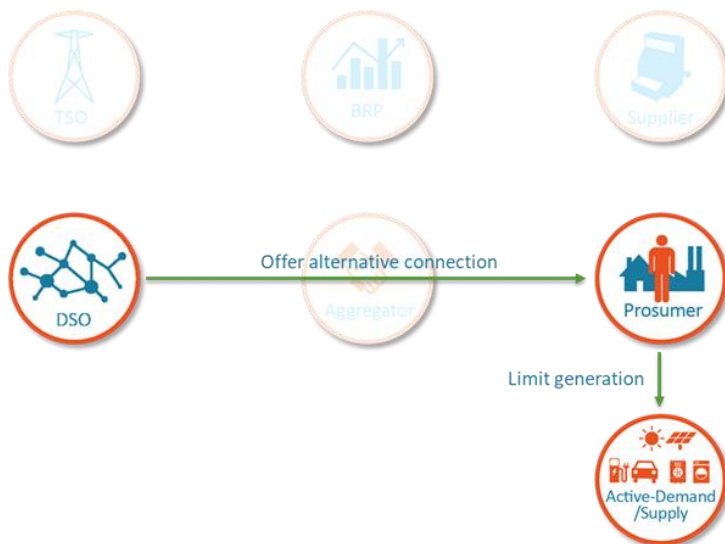 TSO
BRP
Supplier
Offer alternative connection
DSO
Aggregator
Prosumer
Limit generation
Active-Demand
/Supply